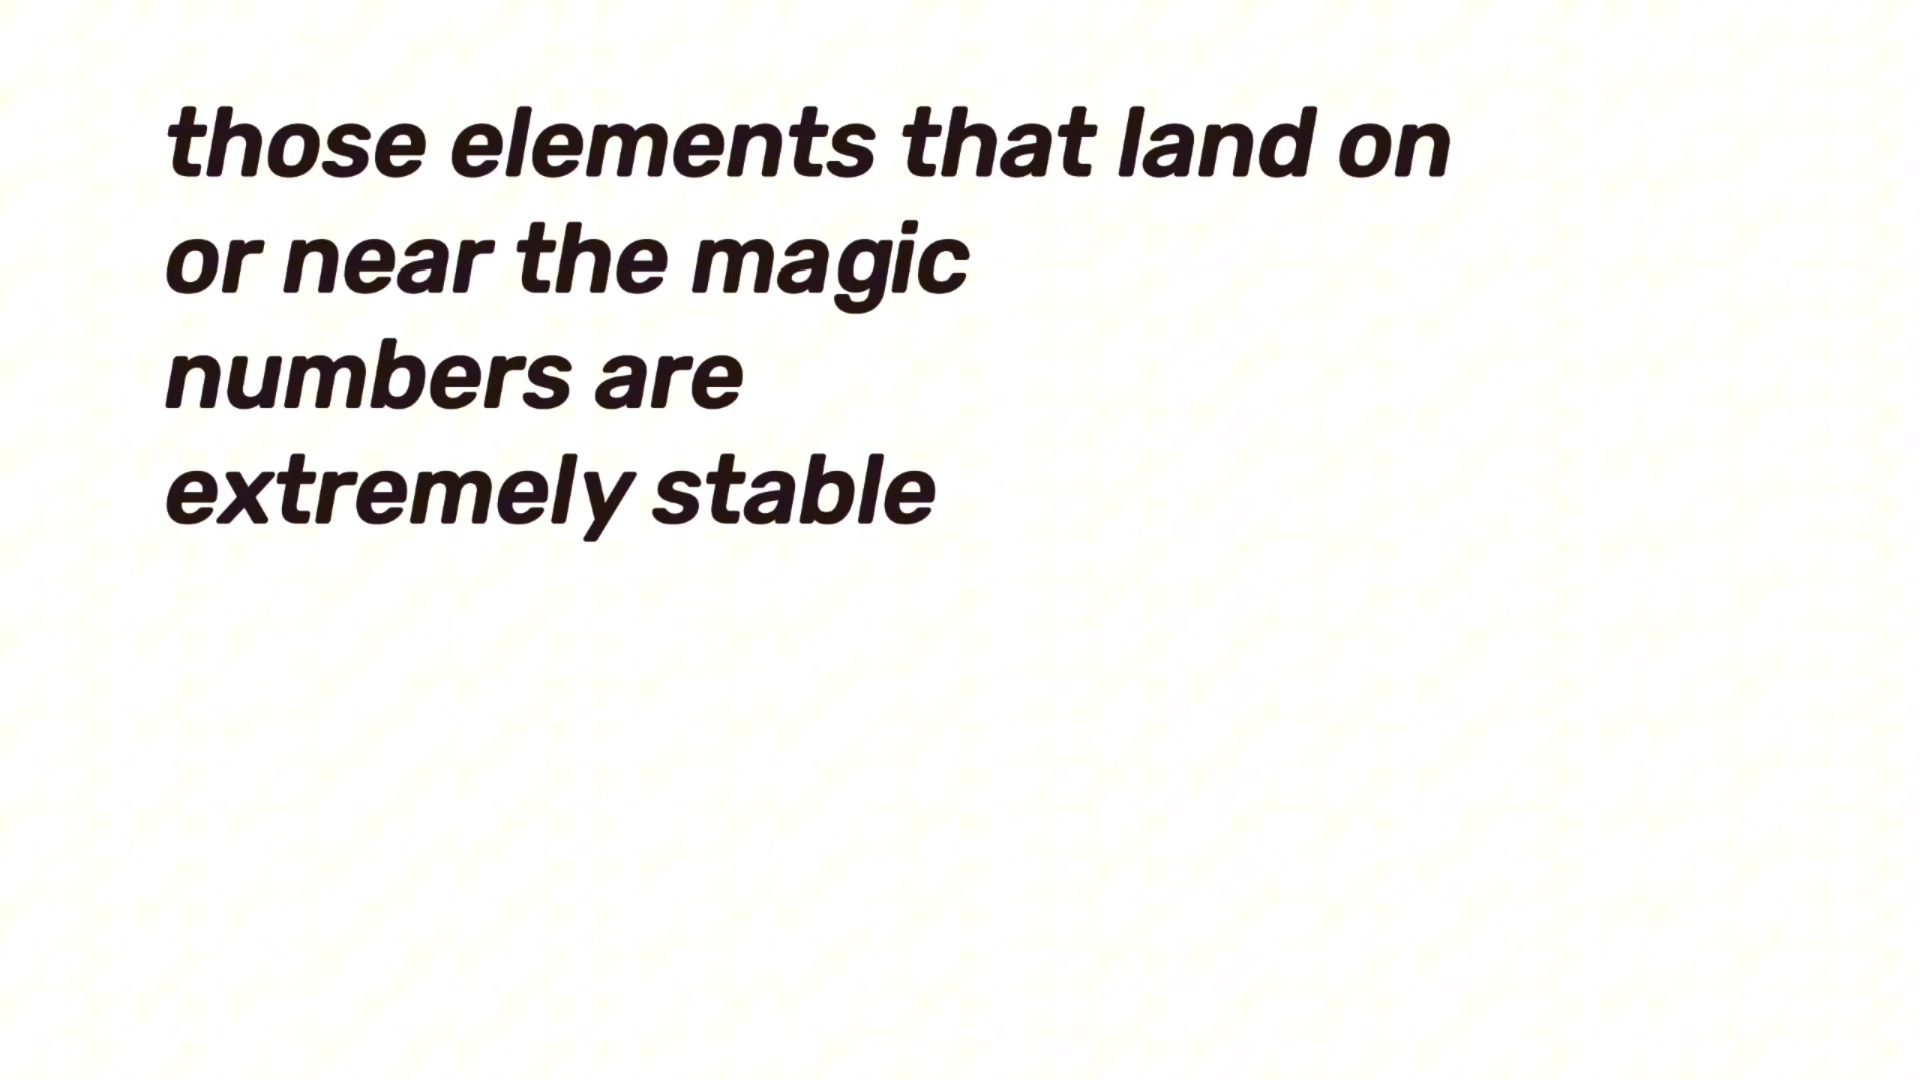 those elements that land on
or near the magic
numbers are
extremely stable